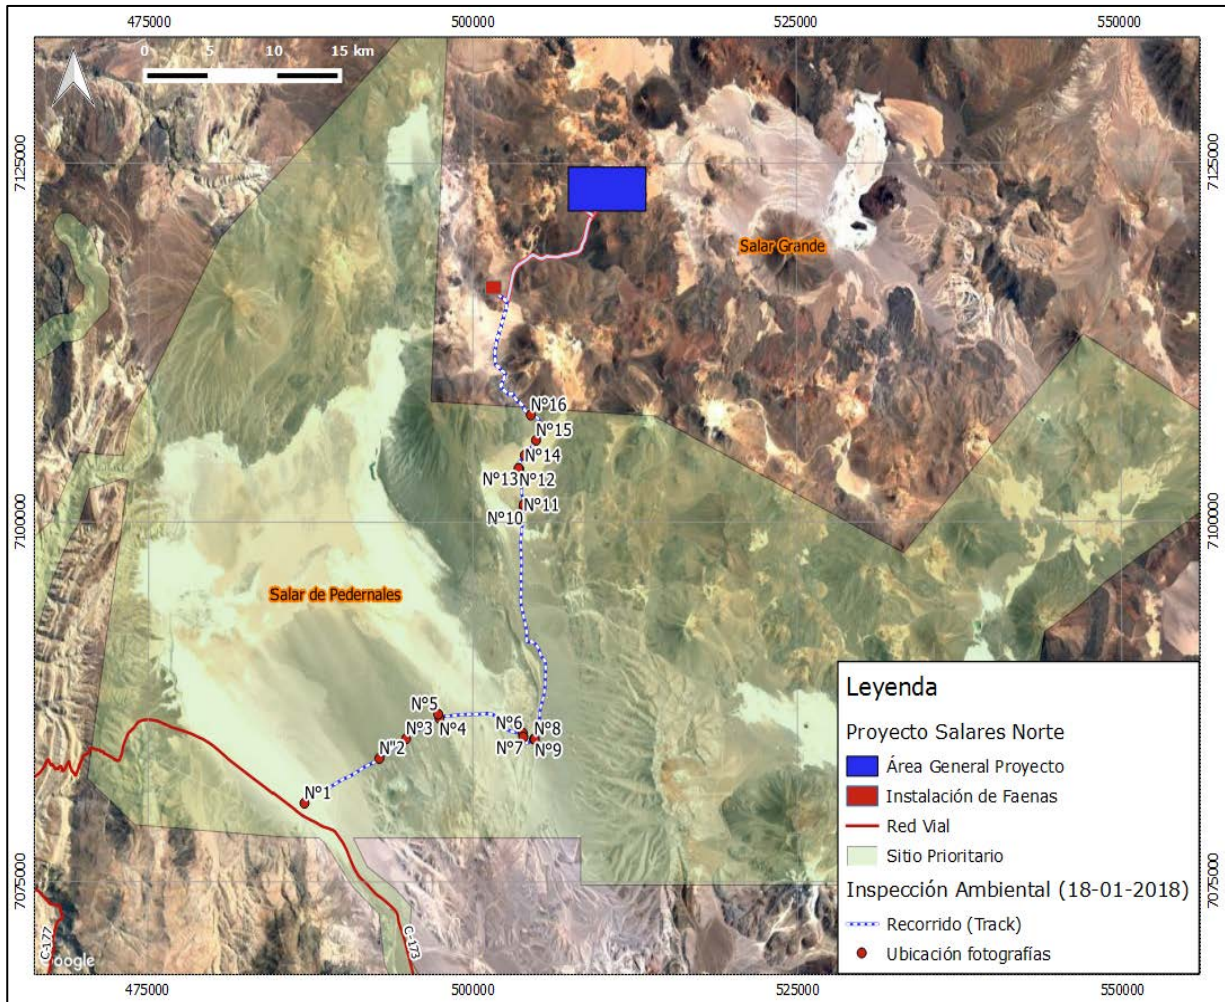 475000 500000 525000 550000
0 5 10 15 km
7125000 7125000
Salar Grande
N°16
N°15
N°14
N°13 N°12
N°11
N°10
7100000 7100000
Salar de Pedernales
N°5
N°4
N°3
N"2
N°1
N°6
N°7
N°8
N°9
7075000 7075000
C-177
C-173
Google
Leyenda
Proyecto Salares Norte
Área General Proyecto
Instalación de Faenas
Red Vial
Sitio Prioritario
Inspección Ambiental (18-01-2018)
Recorrido (Track)
Ubicación fotografías
475000 500000 525000 550000